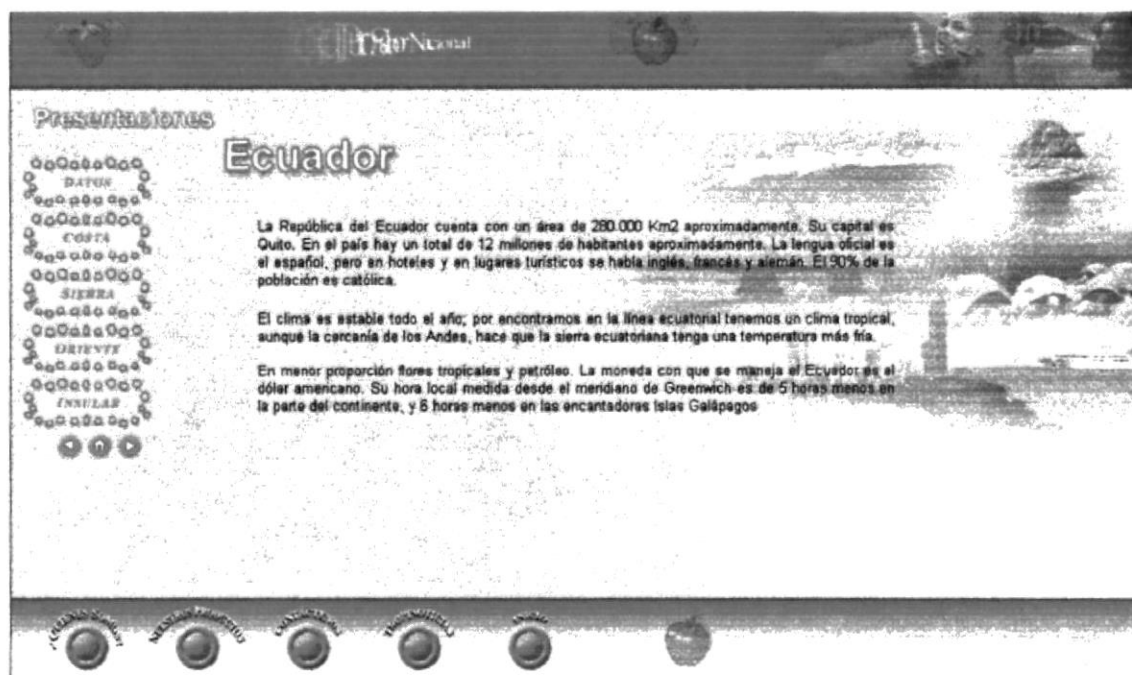 Nacional
Presentaciones
Ecuador
DATOS
COSTA
SIERRA
ORIENTE
INSULAR
La República del Ecuador cuenta con un área de 280.000 Km2 aproximadamente. Su capital es
Quito. En el país hay un total de 12 millones de habitantes aproximadamente. La lengua oficial es
el español, pero en hoteles y en lugares turísticos se habla inglés, francés y alemán. El 90% de la
población es católica.
El clima es estable todo el año; por encontrarnos en la línea ecuatorial tenemos un clima tropical,
aunque la cercanía de los Andes, hace que la sierra ecuatoriana tenga una temperatura más fría.
En menor proporción flores tropicales y petróleo. La moneda con que se maneja el Ecuador es el
dólar americano. Su hora local medida desde el meridiano de Greenwich es de 5 horas menos en
la parte del continente, y 6 horas menos en las encantadoras Islas Galápagos